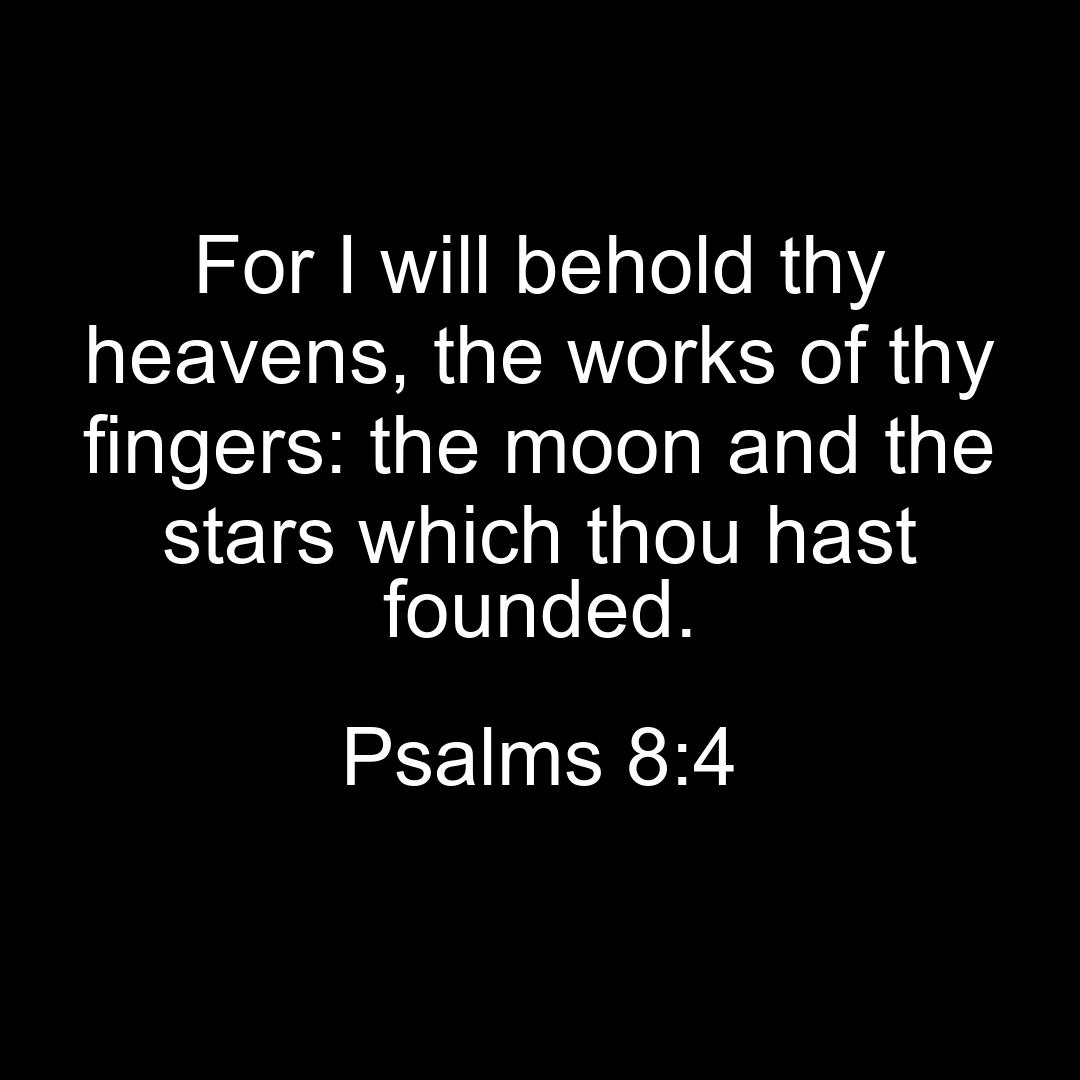 For I will behold thy
heavens, the works of thy
fingers: the moon and the
stars which thou hast
founded.
Psalms 8:4